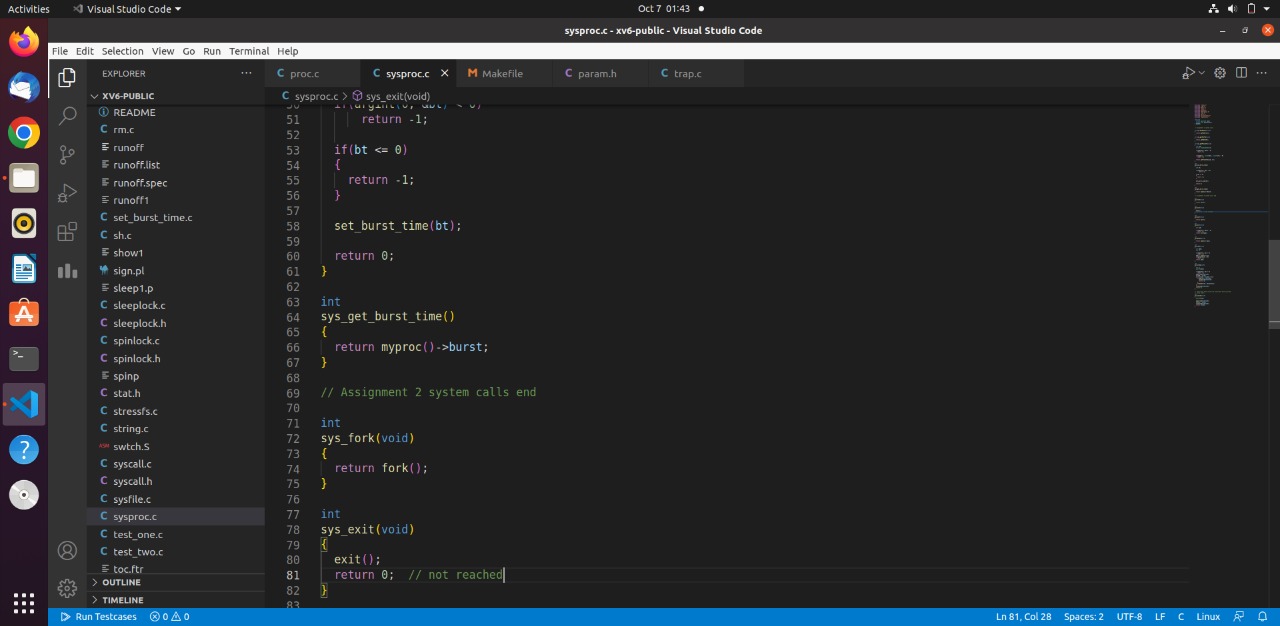 Activities
Visual Studio Code
Oct 7 01:43
sysproc.c - xv6-public - Visual Studio Code
File Edit Selection View Go Run Terminal Help
EXPLORER
XV6-PUBLIC
README
rm.c
runoff
runoff.list
runoff.spec
runoff1
set_burst_time.c
sh.c
show1
sign.pl
sleep1.p
sleeplock.c
sleeplock.h
spinlock.c
spinlock.h
spinp
stat.h
stressfs.c
string.c
swtch.S
syscall.c
syscall.h
sysfile.c
sysproc.c
test_one.c
test_two.c
toc.ftr
OUTLINE
TIMELINE
proc.c
sysproc.c
Makefile
param.h
trap.c
sysproc.c > sys_exit(void)
51 return -1;
52
53 if(bt <= 0)
54 {
55 return -1;
56 }
57
58 set_burst_time(bt);
59
60 return 0;
61 }
62
63 int
64 sys_get_burst_time()
65 {
66 return myproc()->burst;
67 }
68
69 // Assignment 2 system calls end
70
71 int
72 sys_fork(void)
73 {
74 return fork();
75 }
76
77 int
78 sys_exit(void)
79 {
80 exit();
81 return 0; // not reached
82 }
83
Run Testcases
0 0
Ln 81, Col 28
Spaces: 2
UTF-8
LF
C
Linux